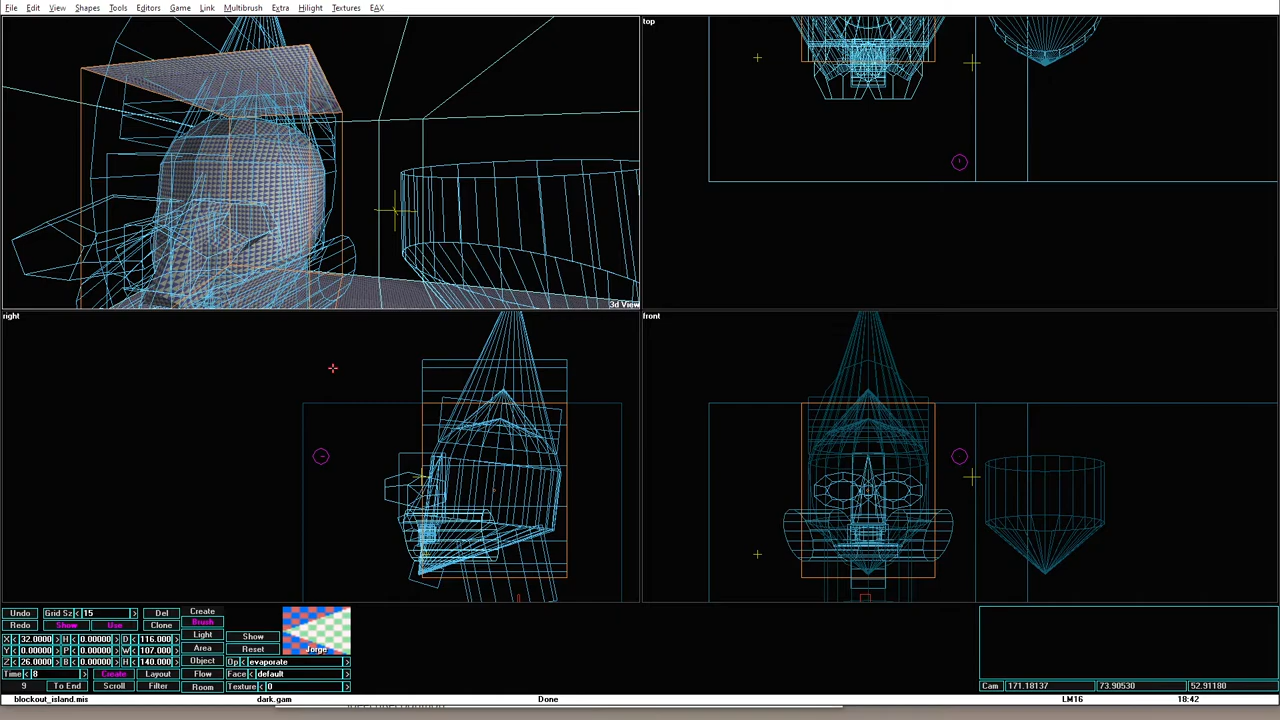 File Edit View Shapes Tools Editors Game Link Multibrush Extra Hilight Textures EAX
top
3d View
right
front
Undo Grid Sz < 15 > Del Create
Redo Show Use Clone Brush
X < 32.0000 > H < 0.00000 > D < 116.000 > Light
Y < 0.00000 > P < 0.00000 > W < 107.000 > Area
Z < 26.0000 > B < 0.00000 > H < 140.000 > Object
Time < 8 > Create Layout Flow
9 To End Scroll Filter Room
Show
Reset
Op < evaporate >
Face < default >
Texture < 0 >
Jorge
Cam 171.18137 73.90530 52.91180
blockout_island.mis dark.gam Done LM16 18:42